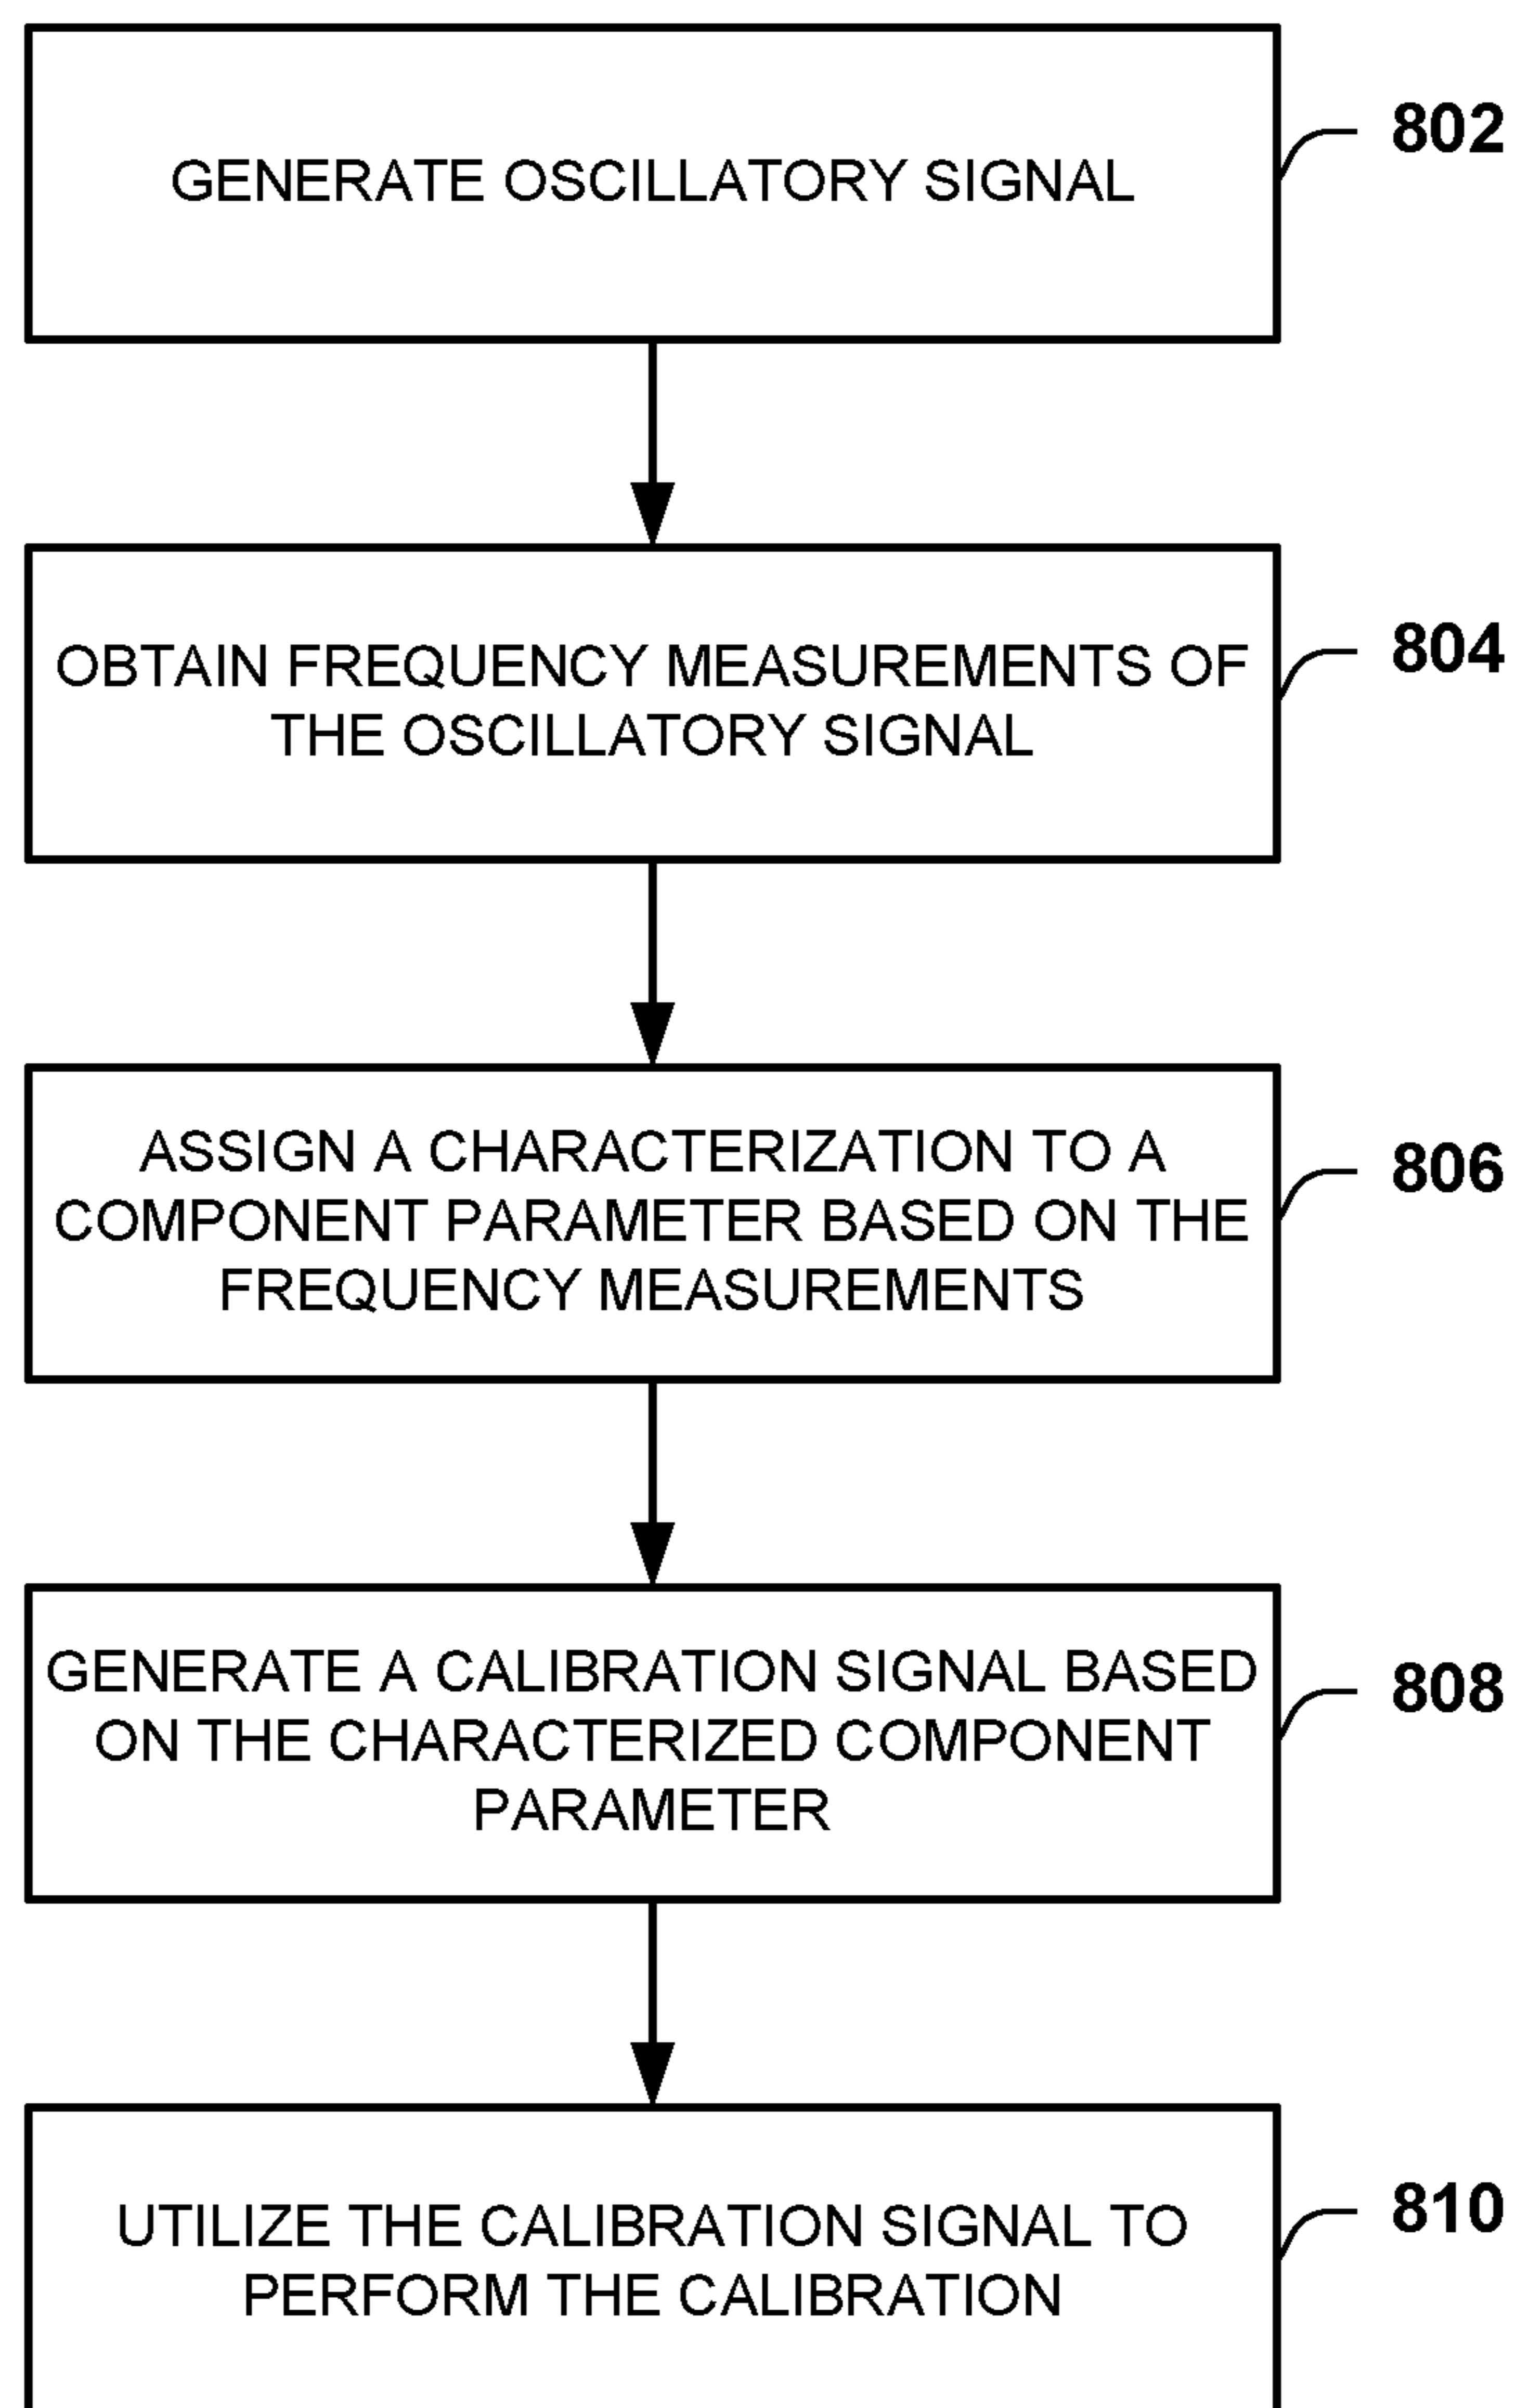 802
GENERATE OSCILLATORY SIGNAL
804
OBTAIN FREQUENCY MEASUREMENTS OF
THE OSCILLATORY SIGNAL
806
ASSIGN A CHARACTERIZATION TO A
COMPONENT PARAMETER BASED ON THE
FREQUENCY MEASUREMENTS
808
GENERATE A CALIBRATION SIGNAL BASED
ON THE CHARACTERIZED COMPONENT
PARAMETER
810
UTILIZE THE CALIBRATION SIGNAL TO
PERFORM THE CALIBRATION